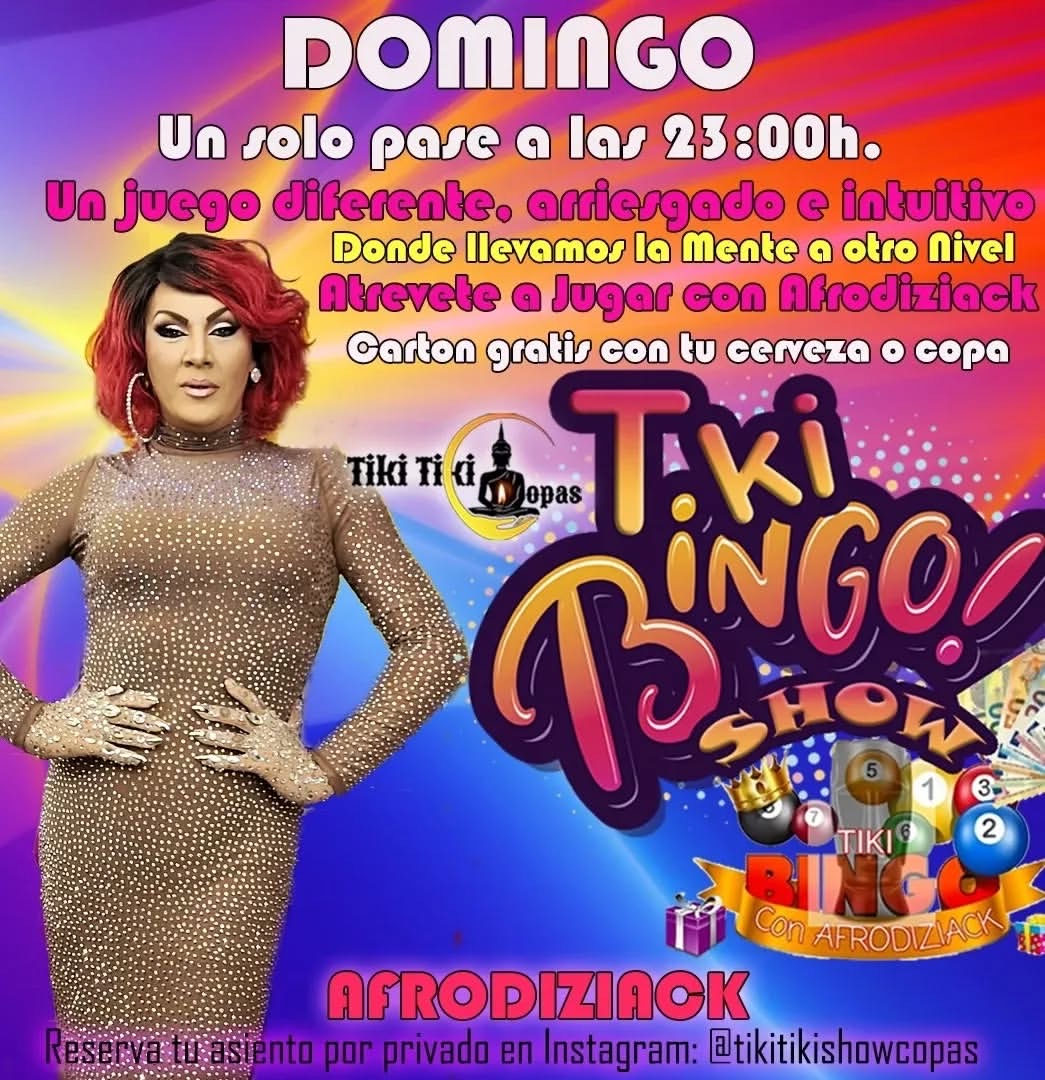 DOMINGO
Un solo pase a las 23:00h.
Un juego diferente, arriesgado e intuitivo
Donde llevamos la Mente a otro Nivel
Atrevete a Jugar con Afrodiziack
Carton gratis con tu cerveza o copa
Tiki Tiki Copas
Tiki
BiNGO!
SHOW
5
1
3
8
7
6
2
TIKI
BINGO
Con AFRODIZIACK
AFRODIZIACK
Reserva tu asiento por privado en Instagram: @tikitikishowcopas